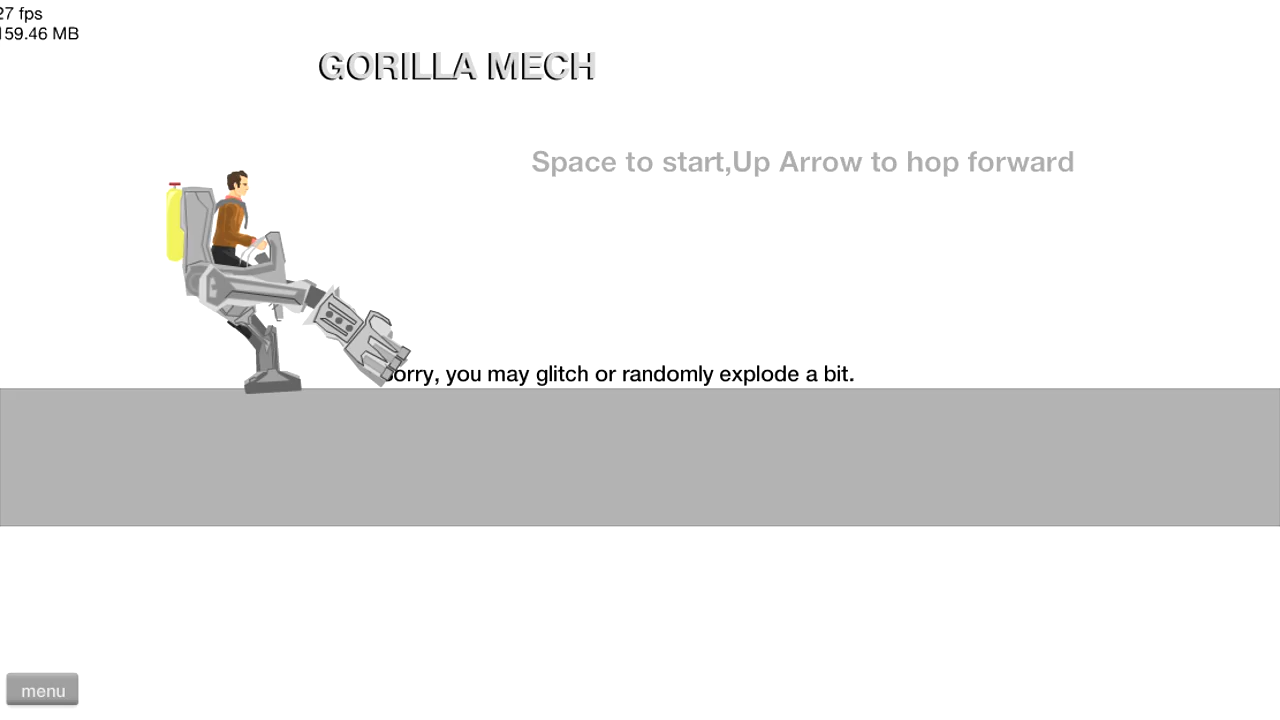 27 fps
159.46 MB
GORILLA MECH
Space to start,Up Arrow to hop forward
Sorry, you may glitch or randomly explode a bit.
menu